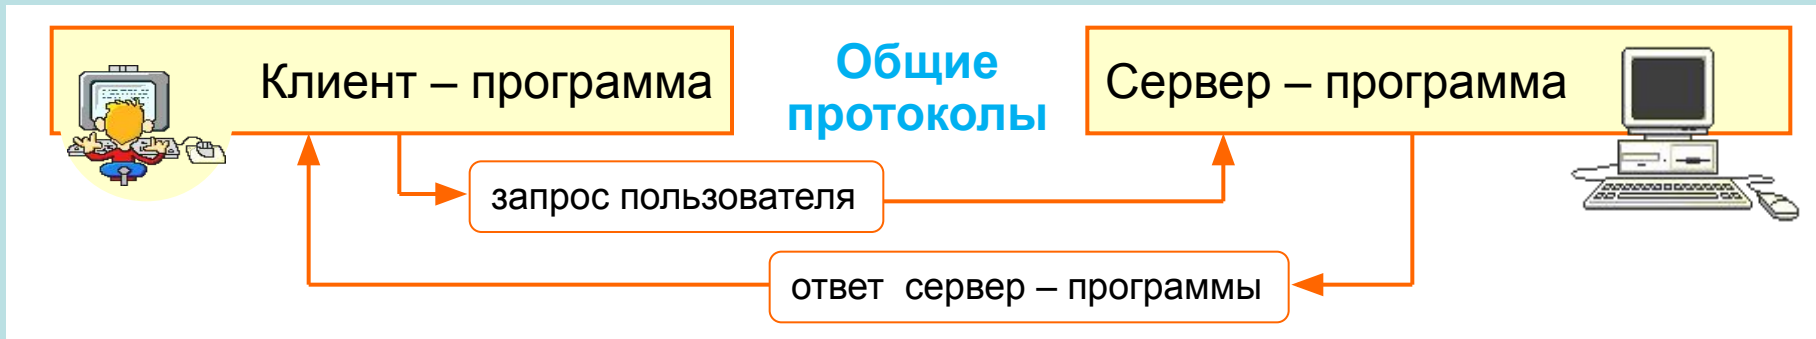 Клиент – программа
Общие
протоколы
Сервер – программа
запрос пользователя
ответ сервер – программы